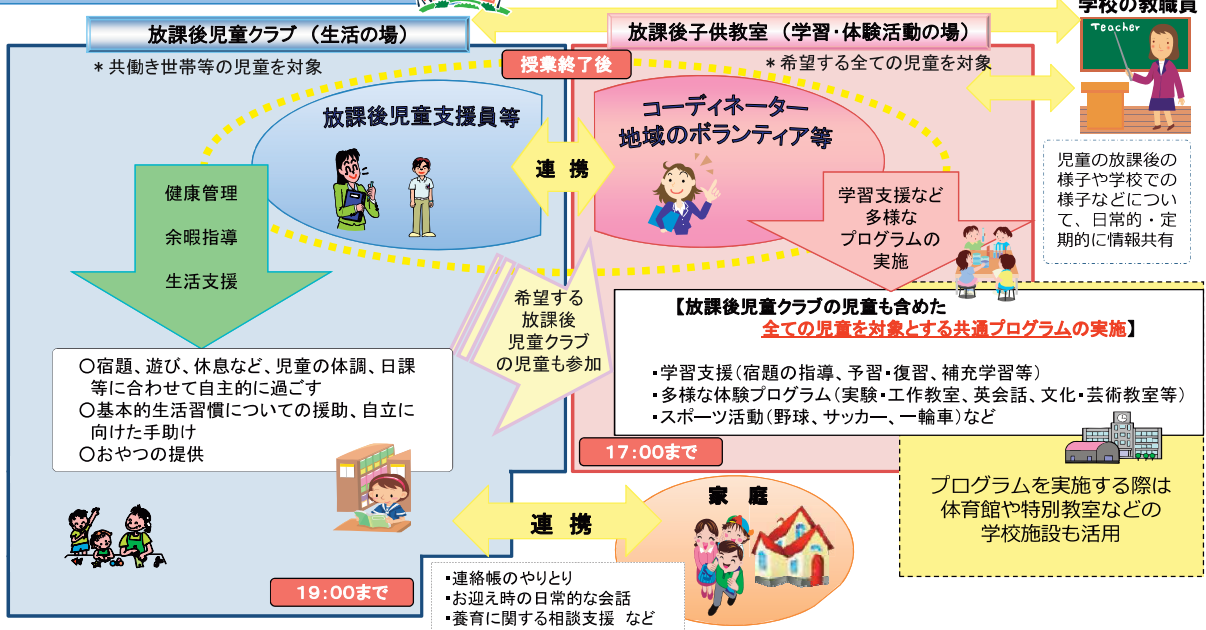 学校の教職員
Teacher
放課後児童クラブ （生活の場）
放課後子供教室 （学習・体験活動の場）
＊共働き世帯等の児童を対象
授業終了後
＊希望する全ての児童を対象
放課後児童支援員等
コーディネーター
地域のボランティア等
連 携
児童の放課後の
様子や学校での
様子などについ
て、日常的・定
期的に情報共有
健康管理
余暇指導
生活支援
学習支援など
多様な
プログラムの
実施
希望する
放課後
児童クラブ
の児童も参加
【放課後児童クラブの児童も含めた
全ての児童を対象とする共通プログラムの実施】
・学習支援（宿題の指導、予習・復習、補充学習等）
・多様な体験プログラム（実験・工作教室、英会話、文化・芸術教室等）
・スポーツ活動（野球、サッカー、一輪車）など
○宿題、遊び、休息など、児童の体調、日課
等に合わせて自主的に過ごす
○基本的生活習慣についての援助、自立に
向けた手助け
○おやつの提供
17：00まで
プログラムを実施する際は
体育館や特別教室などの
学校施設も活用
家 庭
連 携
19：00まで
・連絡帳のやりとり
・お迎え時の日常的な会話
・養育に関する相談支援 など